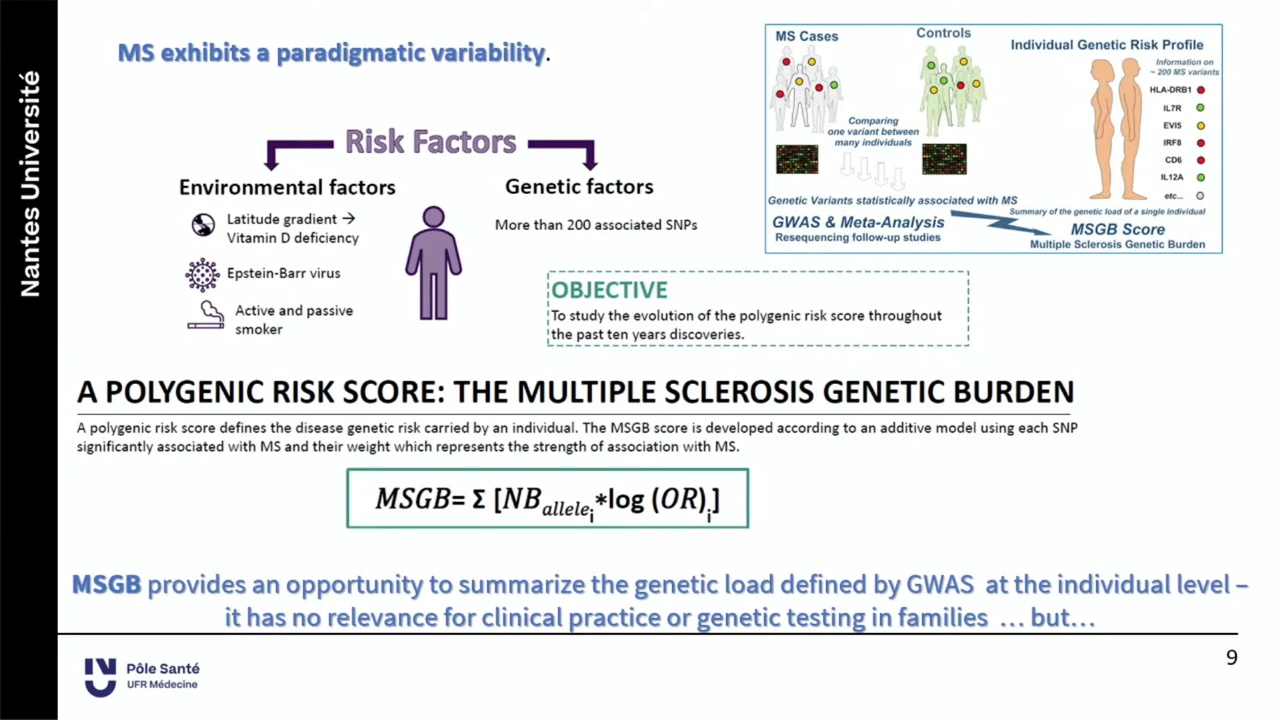 Nantes Université
MS exhibits a paradigmatic variability.
Risk Factors
Environmental factors
Latitude gradient →
Vitamin D deficiency
Epstein-Barr virus
Active and passive
smoker
Genetic factors
More than 200 associated SNPs
MS Cases
Controls
Comparing
one variant between
many individuals
Genetic Variants statistically associated with MS
GWAS & Meta-Analysis
Resequencing follow-up studies
Individual Genetic Risk Profile
Information on
~ 200 MS variants
HLA-DRB1
IL7R
EVI5
IRF8
CD6
IL12A
etc...
Summary of the genetic load of a single individual
MSGB Score
Multiple Sclerosis Genetic Burden
OBJECTIVE
To study the evolution of the polygenic risk score throughout
the past ten years discoveries.
A POLYGENIC RISK SCORE: THE MULTIPLE SCLEROSIS GENETIC BURDEN
A polygenic risk score defines the disease genetic risk carried by an individual. The MSGB score is developed according to an additive model using each SNP
significantly associated with MS and their weight which represents the strength of association with MS.
MSGB= Σ [NB allele i *log (OR) i ]
MSGB provides an opportunity to summarize the genetic load defined by GWAS at the individual level –
it has no relevance for clinical practice or genetic testing in families … but…
9
Pôle Santé
UFR Médecine